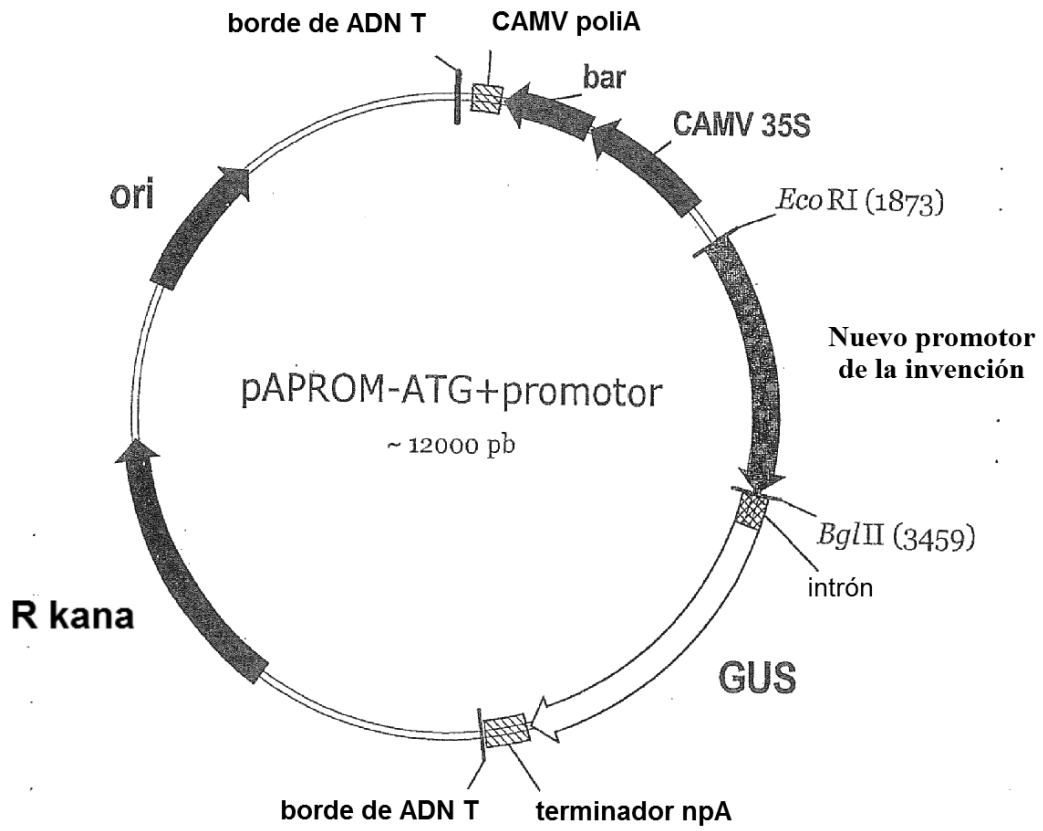 borde de ADN T
CAMV poliA
bar
CAMV 35S
EcoRI (1873)
ori
Nuevo promotor
de la invención
pAPROM-ATG+promotor
~ 12000 pb
BglII (3459)
intrón
R kana
GUS
borde de ADN T
terminador npA